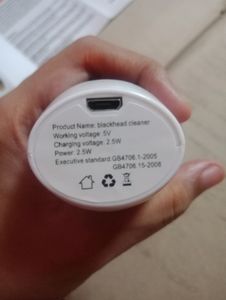 Product Name: blackhead cleaner
Working voltage: 5V
Charging voltage: 2.5W
Power: 2.5W
Executive standard:GB4706.1-2005
GB4706.15-2008